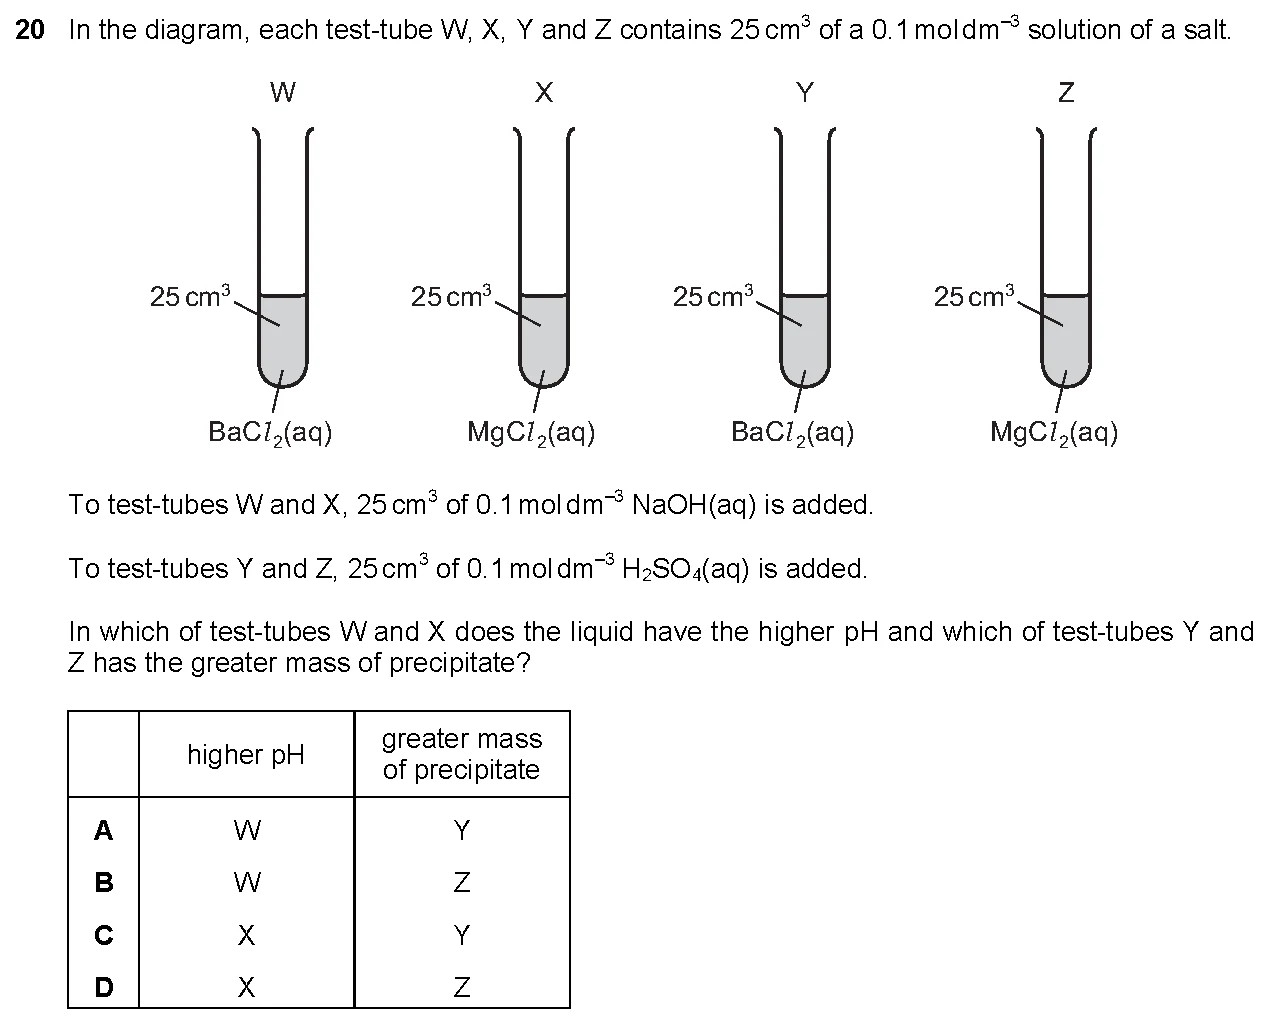 20 In the diagram, each test-tube W, X, Y and Z contains 25 cm³ of a 0.1 mol dm⁻³ solution of a salt.
W X Y Z
25 cm³ 25 cm³ 25 cm³ 25 cm³
BaCl₂(aq) MgCl₂(aq) BaCl₂(aq) MgCl₂(aq)
To test-tubes W and X, 25 cm³ of 0.1 mol dm⁻³ NaOH(aq) is added.
To test-tubes Y and Z, 25 cm³ of 0.1 mol dm⁻³ H₂SO₄(aq) is added.
In which of test-tubes W and X does the liquid have the higher pH and which of test-tubes Y and
Z has the greater mass of precipitate?
higher pH greater mass
of precipitate
A W Y
B W Z
C X Y
D X Z